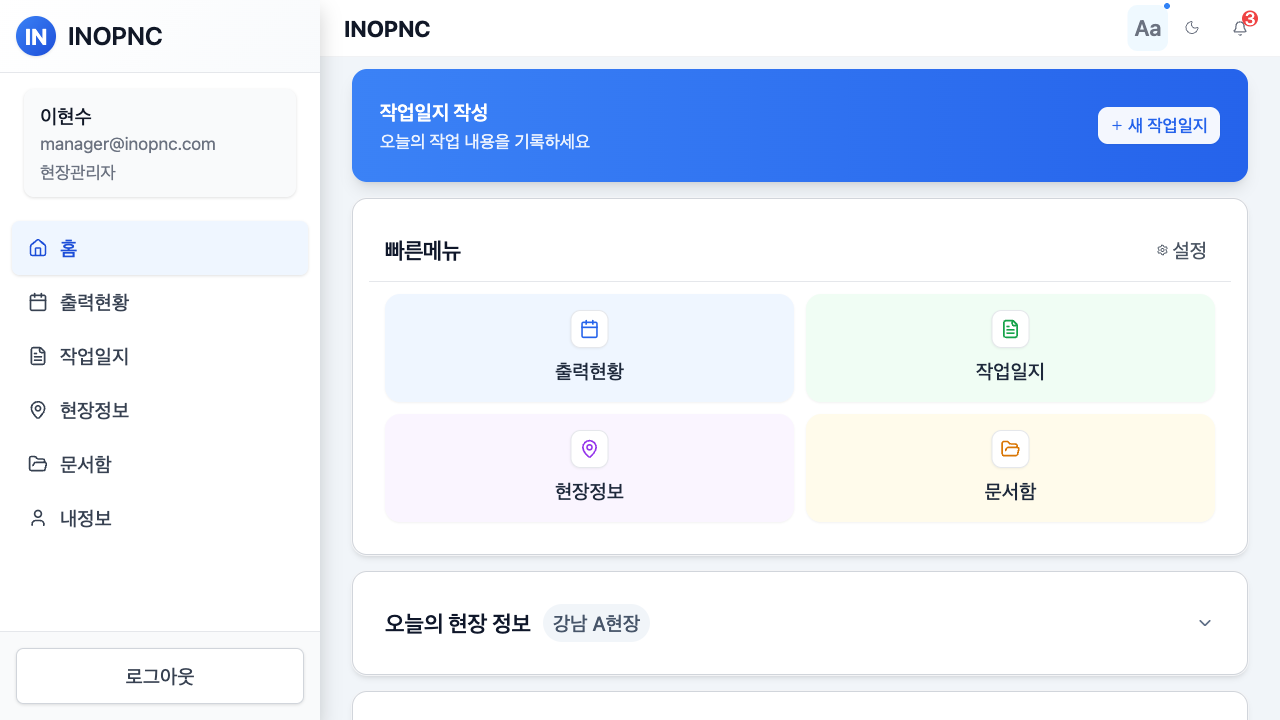 IN INOPNC
이현수
manager@inopnc.com
현장관리자
홈
출력현황
작업일지
현장정보
문서함
내정보
로그아웃
INOPNC
Aa
3
작업일지 작성
오늘의 작업 내용을 기록하세요
+ 새 작업일지
빠른메뉴
설정
출력현황
작업일지
현장정보
문서함
오늘의 현장 정보 강남 A현장